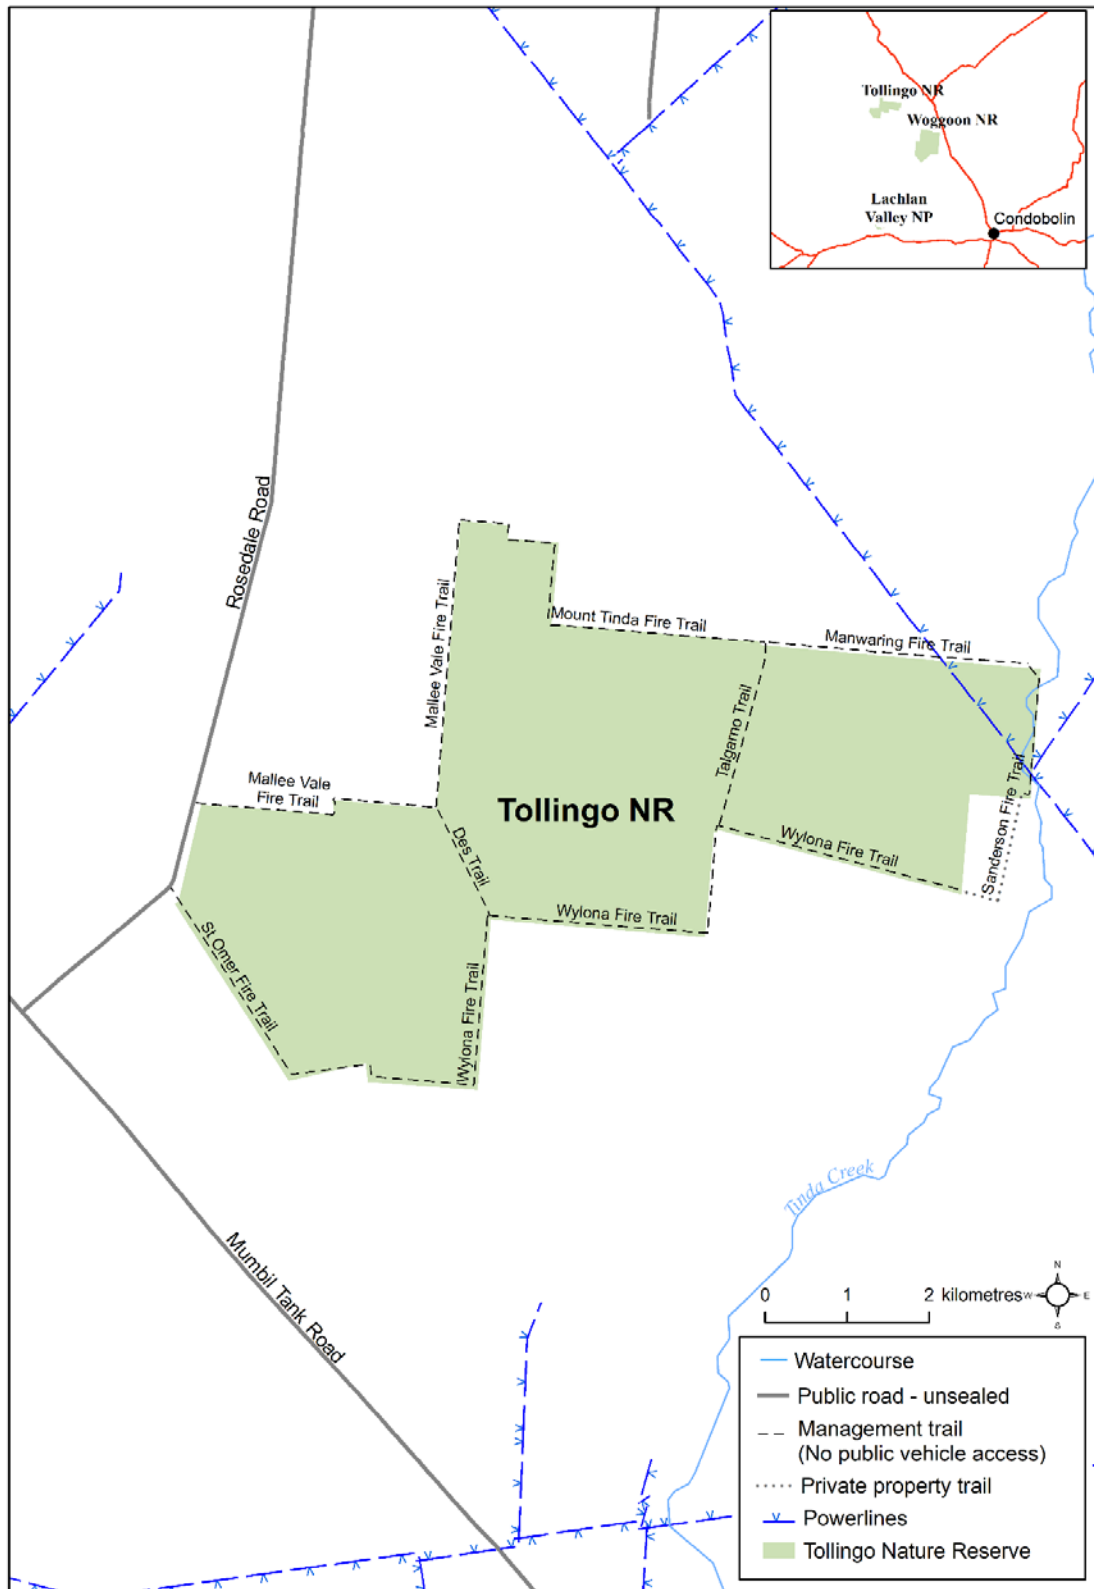 Tollingo NR
Woggoon NR
Lachlan
Valley NP
Condobolin
Rosedale Road
Mallee Vale Fire Trail
Mount Tinda Fire Trail
Manwaring Fire Trail
Talgarno Trail
Mallee Vale
Fire Trail
Tollingo NR
Des Trail
Wylona Fire Trail
Sanderson Fire Trail
Wylona Fire Trail
St Omer Fire Trail
Wylona Fire Trail
Tinda Creek
Mumbil Tank Road
0 1 2 kilometres
N
W E
S
Watercourse
Public road - unsealed
Management trail
(No public vehicle access)
Private property trail
Powerlines
Tollingo Nature Reserve